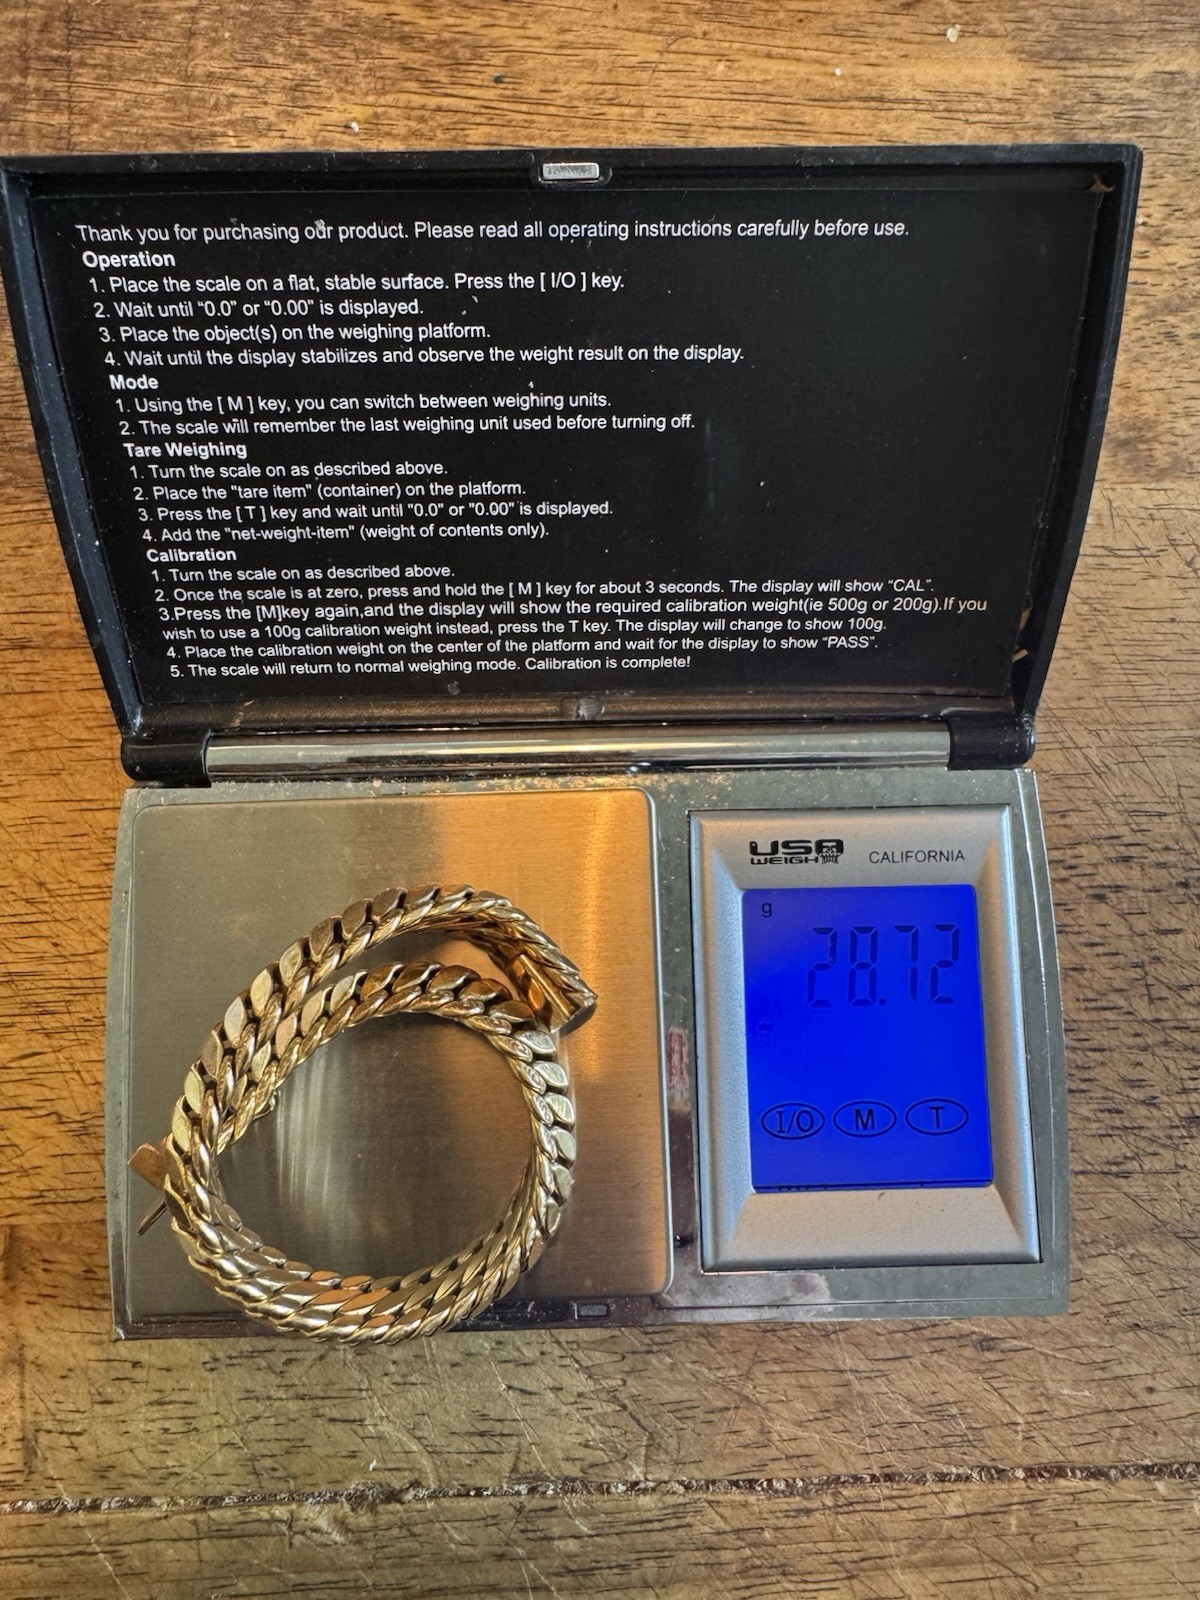 Thank you for purchasing our product. Please read all operating instructions carefully before use.
Operation
1. Place the scale on a flat, stable surface. Press the [ I/O ] key.
2. Wait until “0.0” or “0.00” is displayed.
3. Place the object(s) on the weighing platform.
4. Wait until the display stabilizes and observe the weight result on the display.
Mode
1. Using the [ M ] key, you can switch between weighing units.
2. The scale will remember the last weighing unit used before turning off.
Tare Weighing
1. Turn the scale on as described above.
2. Place the "tare item" (container) on the platform.
3. Press the [ T ] key and wait until "0.0" or "0.00" is displayed.
4. Add the "net-weight-item" (weight of contents only).
Calibration
1. Turn the scale on as described above.
2. Once the scale is at zero, press and hold the [ M ] key for about 3 seconds. The display will show “CAL”.
3.Press the [M]key again,and the display will show the required calibration weight(ie 500g or 200g).If you
wish to use a 100g calibration weight instead, press the T key. The display will change to show 100g.
4. Place the calibration weight on the center of the platform and wait for the display to show “PASS”.
5. The scale will return to normal weighing mode. Calibration is complete!
USA
WEIGH CALIFORNIA
g
28.72
I/O M T